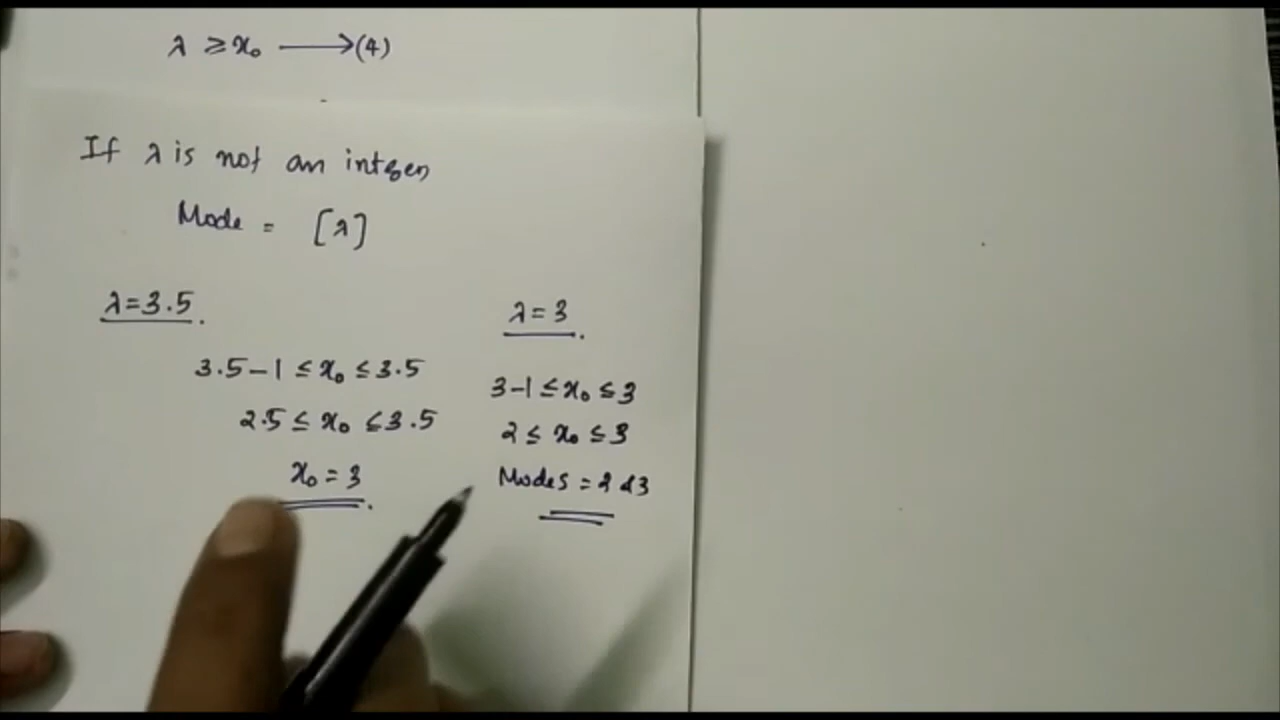 λ ≥ x₀ ⟶ (4)
If λ is not an integer
Mode = [λ]
λ = 3.5.
3.5 – 1 ≤ x₀ ≤ 3.5
2.5 ≤ x₀ ≤ 3.5
x₀ = 3.
λ = 3.
3–1 ≤ x₀ ≤ 3
2 ≤ x₀ ≤ 3
Modes = 2 & 3